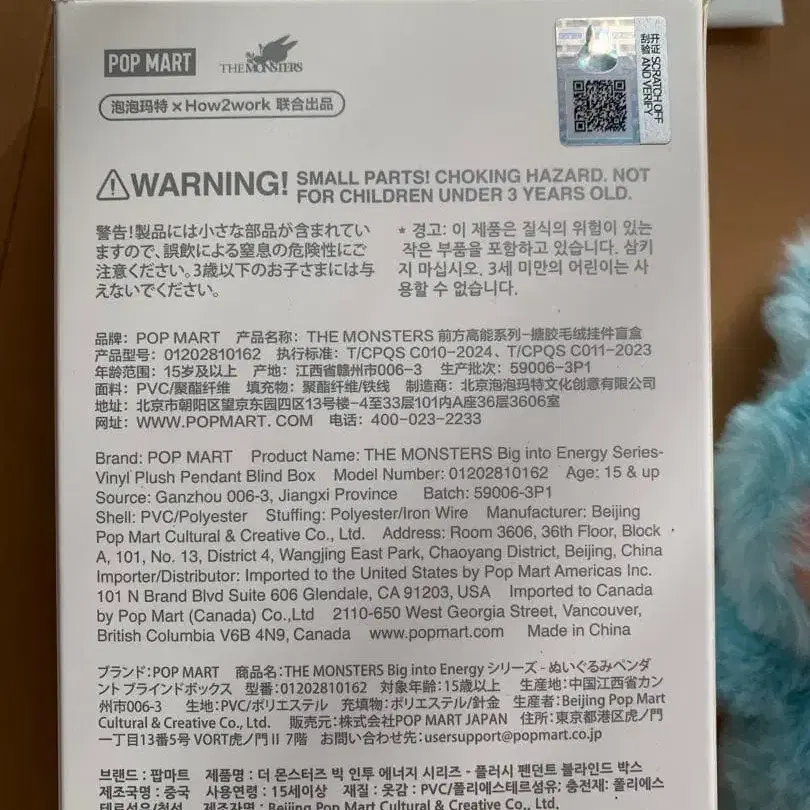 POP MART THE MONSTERS
泡泡玛特 × How2work 联合出品
开证 SCRATCH OFF
刮验 AND VERIFY
WARNING! SMALL PARTS! CHOKING HAZARD. NOT
FOR CHILDREN UNDER 3 YEARS OLD.
警告!製品には小さな部品が含まれてい
ますので、誤飲による窒息の危険性にご
注意ください。3歳以下のお子さまには与
えないでください。
* 경고: 이 제품은 질식의 위험이 있는
작은 부품을 포함하고 있습니다. 삼키
지 마십시오. 3세 미만의 어린이는 사
용할 수 없습니다.
品牌: POP MART 产品名称: THE MONSTERS 前方高能系列-搪胶毛绒挂件盲盒
产品型号: 01202810162 执行标准: T/CPQS C010-2024、T/CPQS C011-2023
年龄范围: 15岁及以上 产地: 江西省赣州市006-3 生产批次: 59006-3P1
面料: PVC/聚酯纤维 填充物: 聚酯纤维/铁线 制造商: 北京泡泡玛特文化创意有限公司
地址: 北京市朝阳区望京东园四区13号楼-4至33层101内A座36层3606室
网址: WWW.POPMART.COM 电话: 400-023-2233
Brand: POP MART Product Name: THE MONSTERS Big into Energy Series-
Vinyl Plush Pendant Blind Box Model Number: 01202810162 Age: 15 & up
Source: Ganzhou 006-3, Jiangxi Province Batch: 59006-3P1
Shell: PVC/Polyester Stuffing: Polyester/Iron Wire Manufacturer: Beijing
Pop Mart Cultural & Creative Co., Ltd. Address: Room 3606, 36th Floor, Block
A, 101, No. 13, District 4, Wangjing East Park, Chaoyang District, Beijing, China
Importer/Distributor: Imported to the United States by Pop Mart Americas Inc.
101 N Brand Blvd Suite 606 Glendale, CA 91203, USA Imported to Canada
by Pop Mart (Canada) Co.,Ltd 2110-650 West Georgia Street, Vancouver,
British Columbia V6B 4N9, Canada www.popmart.com Made in China
ブランド:POP MART 商品名:THE MONSTERS Big into Energy シリーズ - ぬいぐるみペンダ
ント ブラインドボックス 型番:01202810162 対象年齢:15歳以上 生産地:中国江西省カン
州市006-3 生地:PVC/ポリエステル 充填物:ポリエステル/針金 生産者:Beijing Pop Mart
Cultural & Creative Co., Ltd. 販売元:株式会社POP MART JAPAN 住所:東京都港区虎ノ門
一丁目13番5号 VORT虎ノ門Ⅱ 7階 お問い合わせ先:usersupport@popmart.co.jp
브랜드 : 팝마트 제품명 : 더 몬스터즈 빅 인투 에너지 시리즈 - 플러시 펜던트 블라인드 박스
제조국명 : 중국 사용연령 : 15세이상 재질 : 옷감 : PVC/폴리에스테르섬유; 충전재: 폴리에스
테르섬유/철선 제조자명 : Beijing Pop Mart Cultural & Creative Co., Ltd.